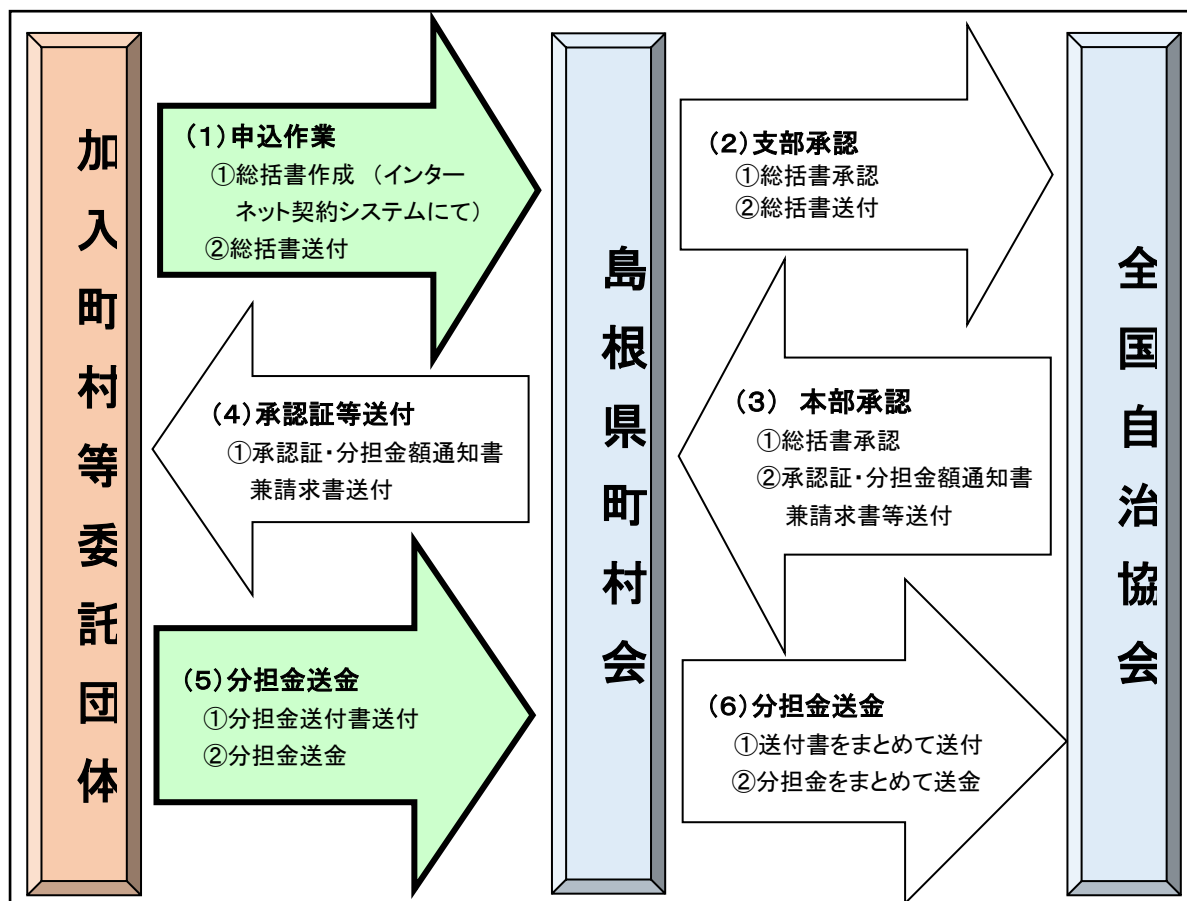 加入町村等委託団体
(1)申込作業
①総括書作成 (インター
ネット契約システムにて)
②総括書送付
(4)承認証等送付
①承認証・分担金額通知書
兼請求書送付
(5)分担金送金
①分担金送付書送付
②分担金送金
島根県町村会
(2)支部承認
①総括書承認
②総括書送付
(3) 本部承認
①総括書承認
②承認証・分担金額通知書
兼請求書等送付
(6)分担金送金
①送付書をまとめて送付
②分担金をまとめて送金
全国自治協会